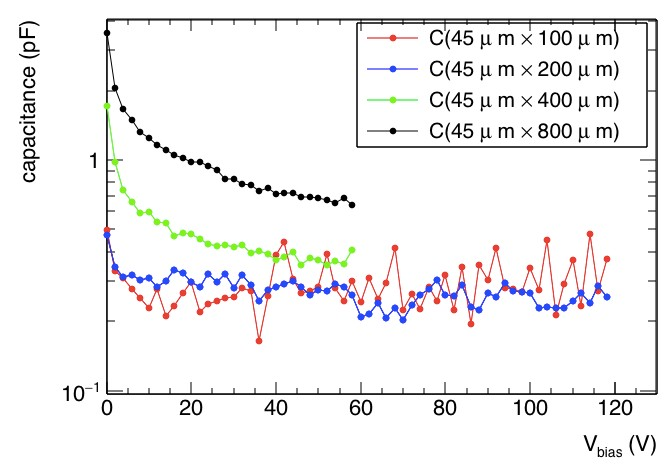 capacitance (pF)
C(45 μ m × 100 μ m)
C(45 μ m × 200 μ m)
C(45 μ m × 400 μ m)
C(45 μ m × 800 μ m)
1
10⁻¹
0 20 40 60 80 100 120
V_bias (V)